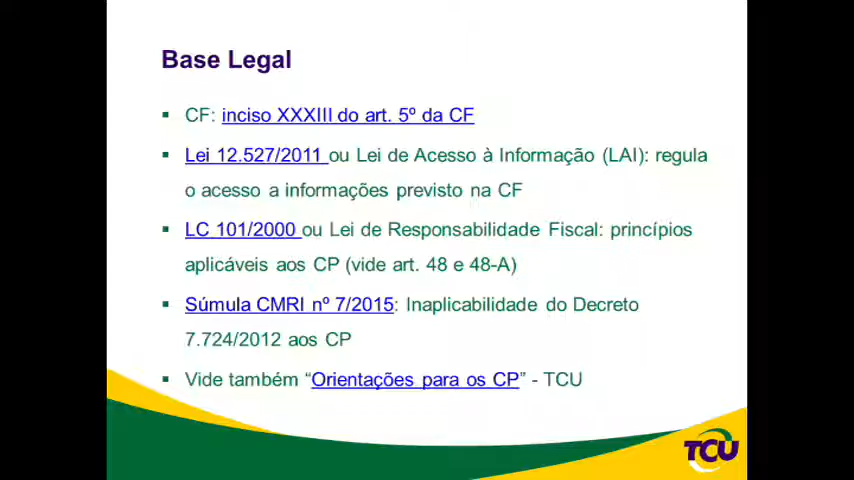 Base Legal
▪ CF: inciso XXXIII do art. 5º da CF
▪ Lei 12.527/2011 ou Lei de Acesso à Informação (LAI): regula
o acesso a informações previsto na CF
▪ LC 101/2000 ou Lei de Responsabilidade Fiscal: princípios
aplicáveis aos CP (vide art. 48 e 48-A)
▪ Súmula CMRI nº 7/2015: Inaplicabilidade do Decreto
7.724/2012 aos CP
▪ Vide também “Orientações para os CP” - TCU
TCU